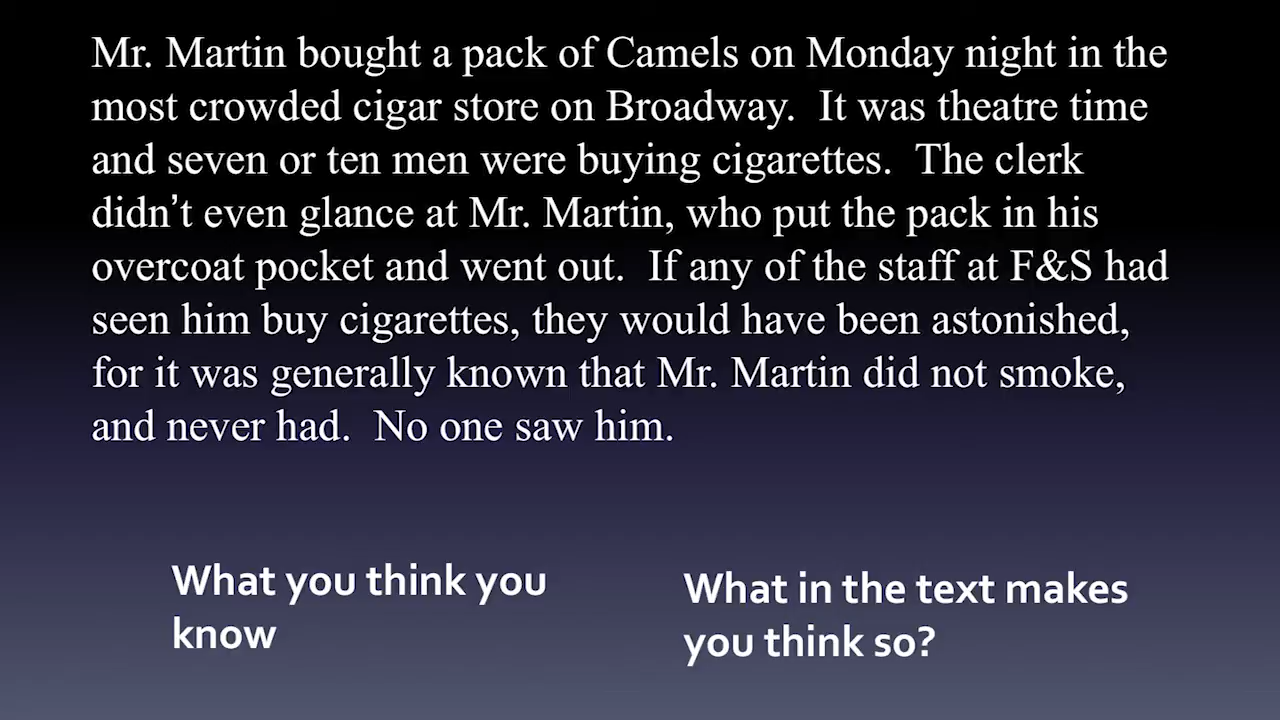 Mr. Martin bought a pack of Camels on Monday night in the
most crowded cigar store on Broadway.  It was theatre time
and seven or ten men were buying cigarettes.  The clerk
didn’t even glance at Mr. Martin, who put the pack in his
overcoat pocket and went out.  If any of the staff at F&S had
seen him buy cigarettes, they would have been astonished,
for it was generally known that Mr. Martin did not smoke,
and never had.  No one saw him.
What you think you
know
What in the text makes
you think so?